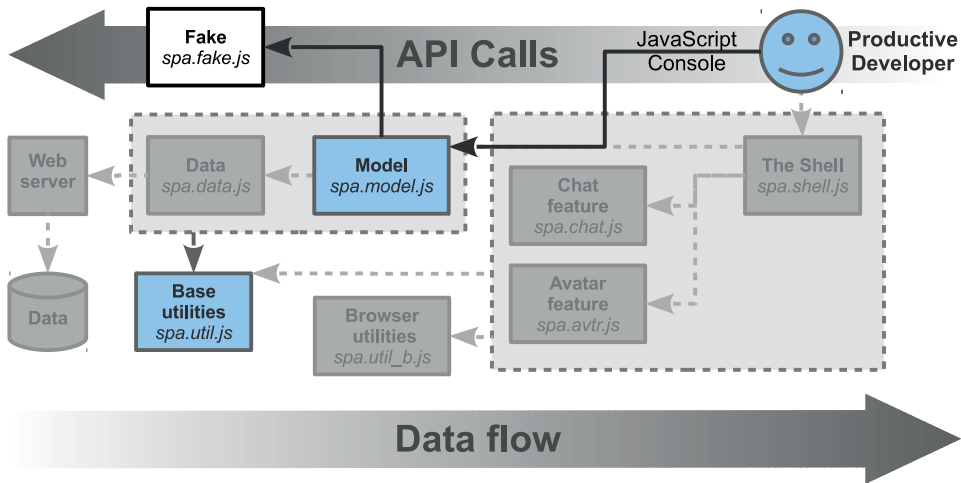 Fake
spa.fake.js
API Calls
JavaScript
Console
Productive
Developer
Web
server
Data
spa.data.js
Model
spa.model.js
The Shell
spa.shell.js
Chat
feature
spa.chat.js
Base
utilities
spa.util.js
Avatar
feature
spa.avtr.js
Data
Browser
utilities
spa.util_b.js
Data flow